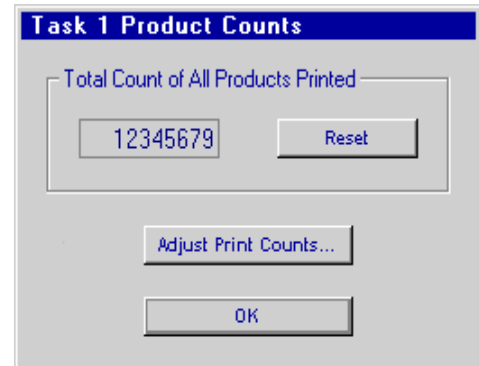 Task 1 Product Counts
Total Count of All Products Printed
12345679 Reset
Adjust Print Counts...
OK